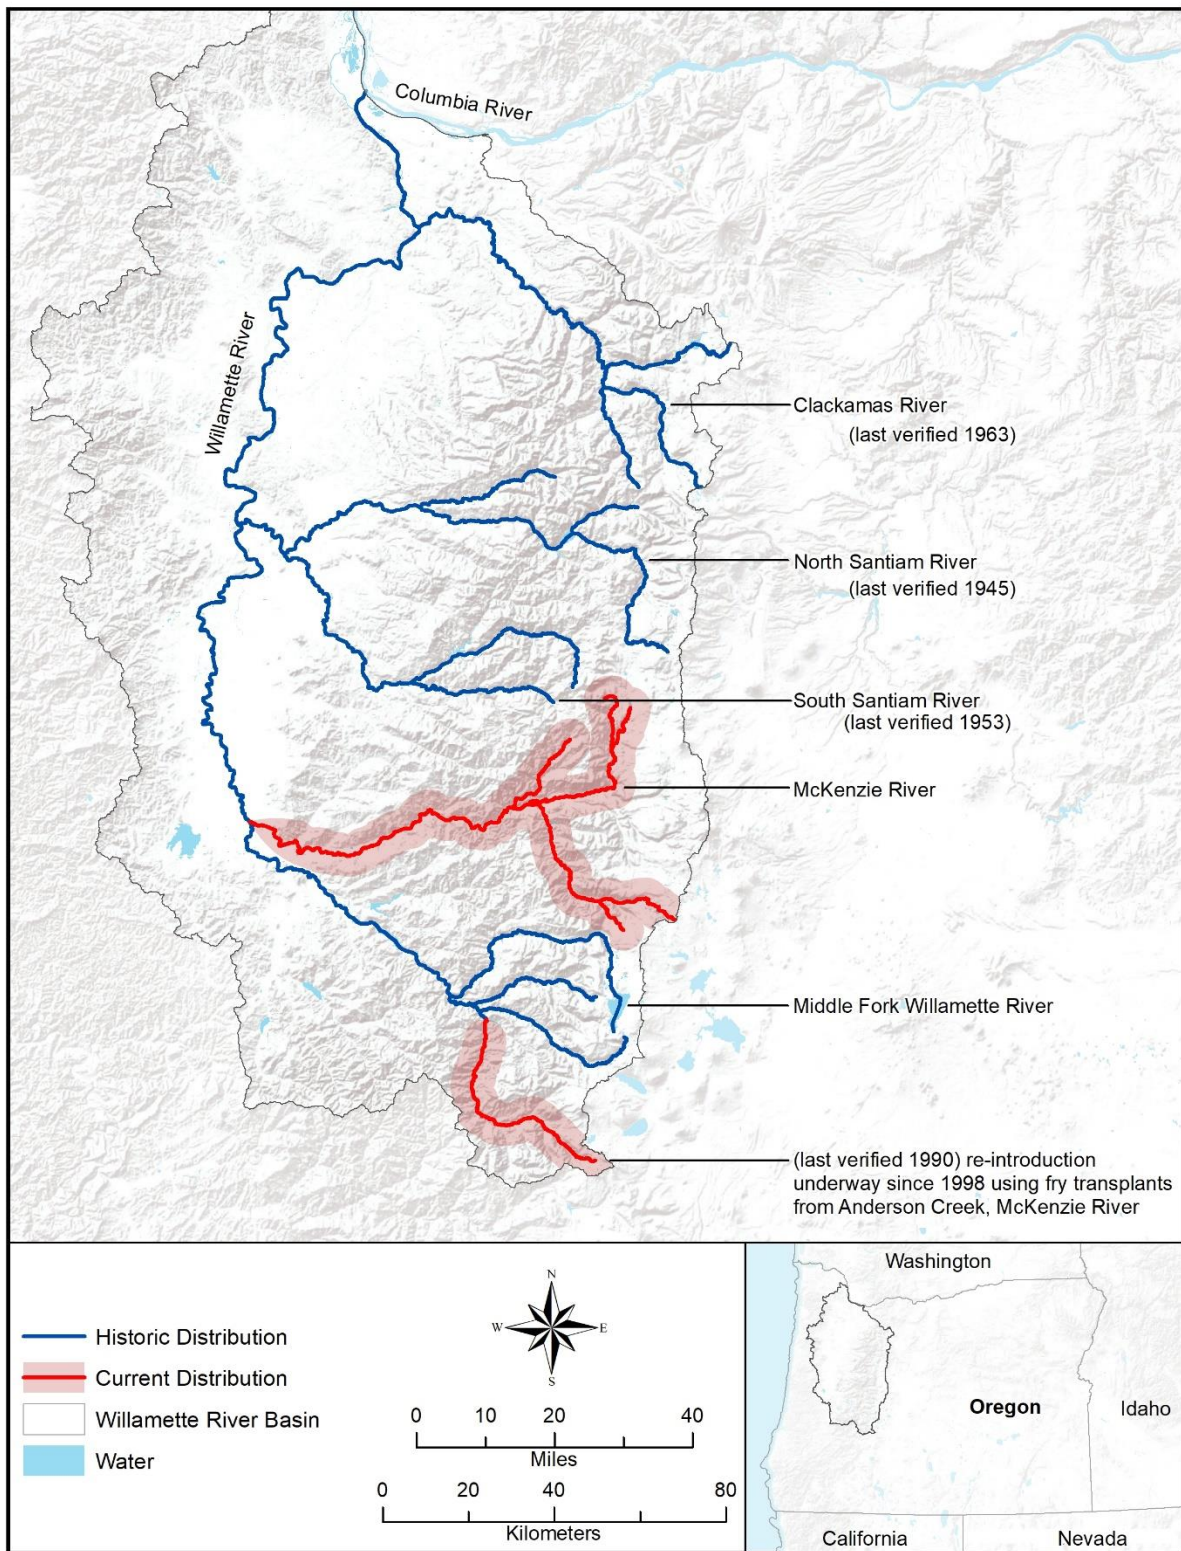 Columbia River
Willamette River
Clackamas River
(last verified 1963)
North Santiam River
(last verified 1945)
South Santiam River
(last verified 1953)
McKenzie River
Middle Fork Willamette River
(last verified 1990) re-introduction
underway since 1998 using fry transplants
from Anderson Creek, McKenzie River
Historic Distribution
Current Distribution
Willamette River Basin
Water
N
W E
S
0 10 20 40
Miles
0 20 40 80
Kilometers
Washington
Oregon
Idaho
California
Nevada